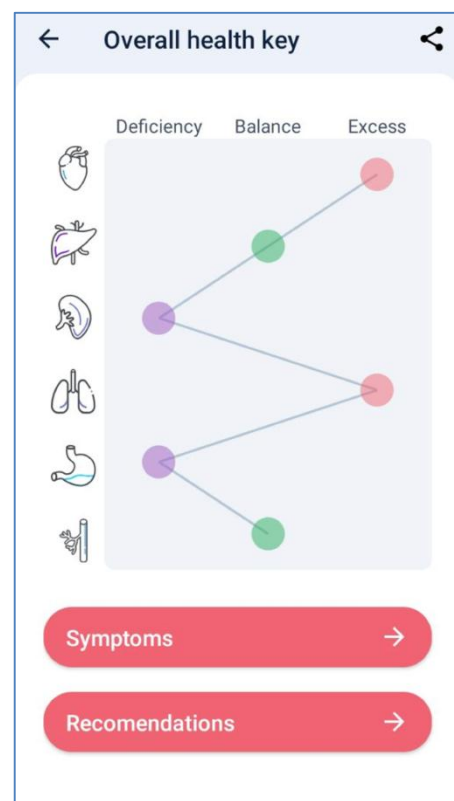 Overall health key
Deficiency Balance Excess
Symptoms
Recomendations